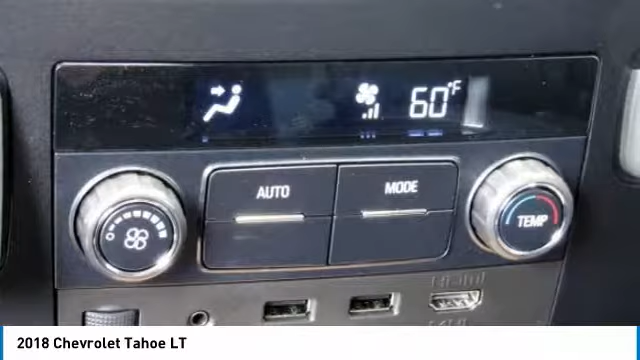 60°F
AUTO
MODE
TEMP
HDMI
2018 Chevrolet Tahoe LT